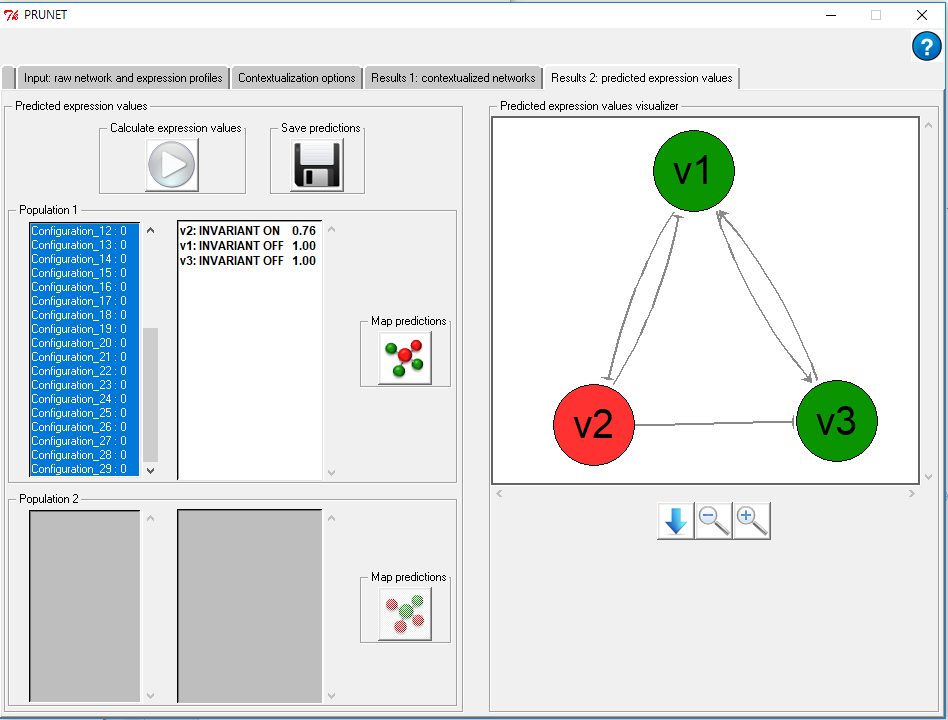 PRUNET
?
Input: raw network and expression profiles
Contextualization options
Results 1: contextualized networks
Results 2: predicted expression values
Predicted expression values
Calculate expression values
Save predictions
Population 1
Configuration_12 : 0
Configuration_13 : 0
Configuration_14 : 0
Configuration_15 : 0
Configuration_16 : 0
Configuration_17 : 0
Configuration_18 : 0
Configuration_19 : 0
Configuration_20 : 0
Configuration_21 : 0
Configuration_22 : 0
Configuration_23 : 0
Configuration_24 : 0
Configuration_25 : 0
Configuration_26 : 0
Configuration_27 : 0
Configuration_28 : 0
Configuration_29 : 0
v2: INVARIANT ON 0.76
v1: INVARIANT OFF 1.00
v3: INVARIANT OFF 1.00
Map predictions
Population 2
Map predictions
Predicted expression values visualizer
v1
v2
v3